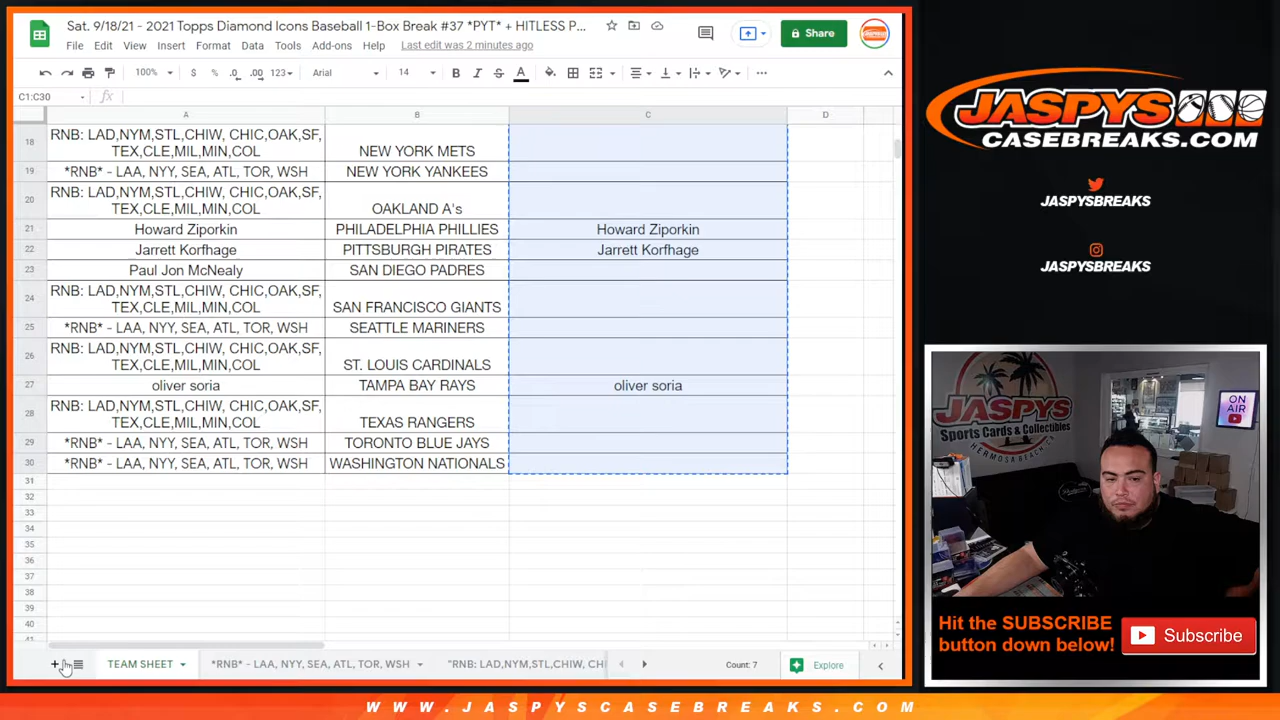 Sat. 9/18/21 - 2021 Topps Diamond Icons Baseball 1-Box Break #37 *PYT* + HITLESS P...
File Edit View Insert Format Data Tools Add-ons Help Last edit was 2 minutes ago
Share
100% $ % .0 .00 123 Arial 14 B I S A
C1:C30 fx
A B C D
18 RNB: LAD,NYM,STL,CHIW, CHIC,OAK,SF,
TEX,CLE,MIL,MIN,COL NEW YORK METS
19 *RNB* - LAA, NYY, SEA, ATL, TOR, WSH NEW YORK YANKEES
20 RNB: LAD,NYM,STL,CHIW, CHIC,OAK,SF,
TEX,CLE,MIL,MIN,COL OAKLAND A's
21 Howard Ziporkin PHILADELPHIA PHILLIES Howard Ziporkin
22 Jarrett Korfhage PITTSBURGH PIRATES Jarrett Korfhage
23 Paul Jon McNealy SAN DIEGO PADRES
24 RNB: LAD,NYM,STL,CHIW, CHIC,OAK,SF,
TEX,CLE,MIL,MIN,COL SAN FRANCISCO GIANTS
25 *RNB* - LAA, NYY, SEA, ATL, TOR, WSH SEATTLE MARINERS
26 RNB: LAD,NYM,STL,CHIW, CHIC,OAK,SF,
TEX,CLE,MIL,MIN,COL ST. LOUIS CARDINALS
27 oliver soria TAMPA BAY RAYS oliver soria
28 RNB: LAD,NYM,STL,CHIW, CHIC,OAK,SF,
TEX,CLE,MIL,MIN,COL TEXAS RANGERS
29 *RNB* - LAA, NYY, SEA, ATL, TOR, WSH TORONTO BLUE JAYS
30 *RNB* - LAA, NYY, SEA, ATL, TOR, WSH WASHINGTON NATIONALS
31
32
33
34
35
36
37
38
39
40
41
TEAM SHEET *RNB* - LAA, NYY, SEA, ATL, TOR, WSH *RNB: LAD,NYM,STL,CHIW, CHI Count: 7 Explore
JASPYS
CASEBREAKS.COM
JASPYSBREAKS
JASPYSBREAKS
JASPYS
Sports Cards & Collectibles
HERMOSA BEACH, CA
ON
AIR
Hit the SUBSCRIBE
button down below!
Subscribe
WWW.JASPYSCASEBREAKS.COM